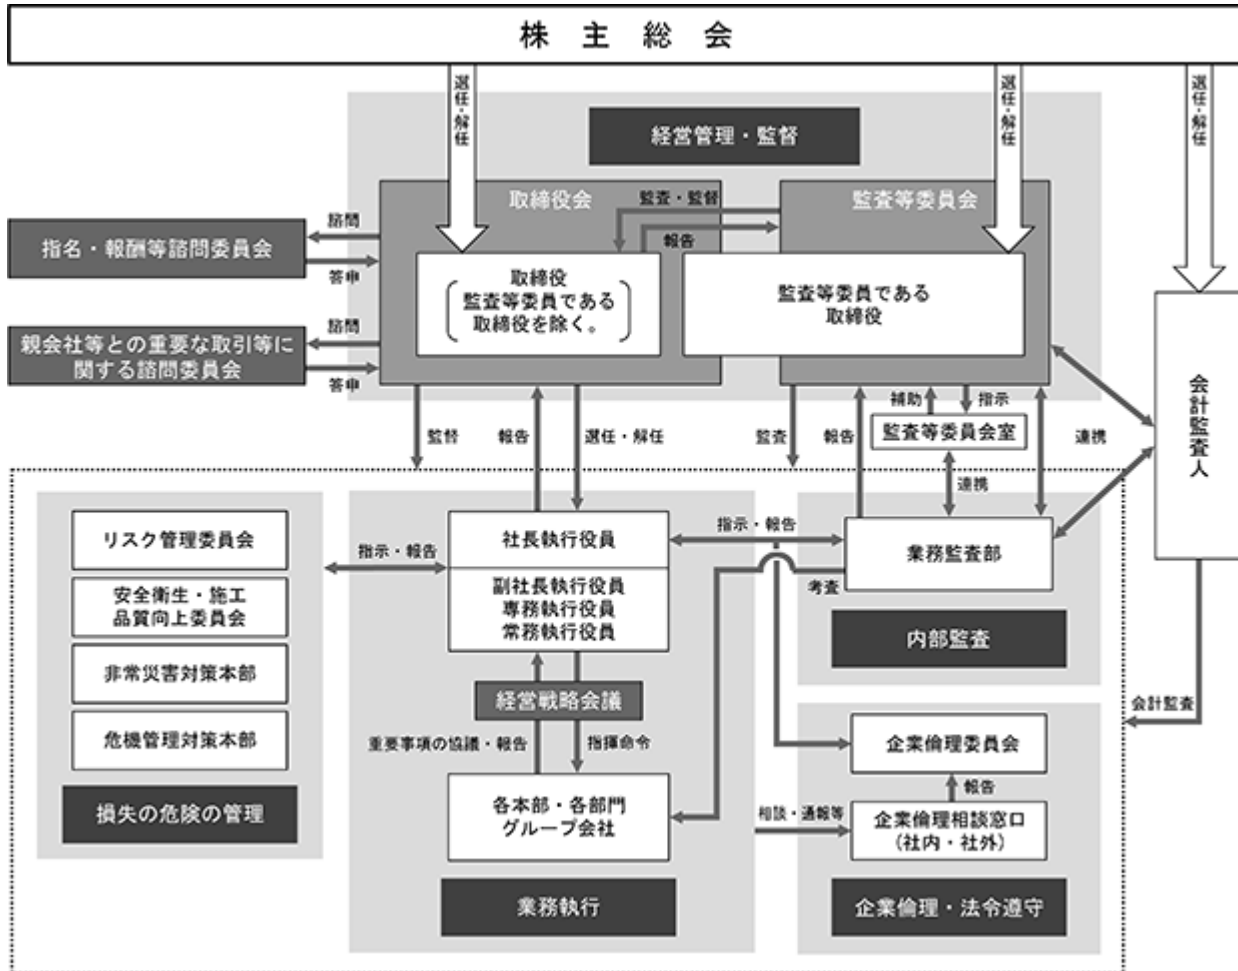 株主総会
選任・解任
選任・解任
選任・解任
経営管理・監督
取締役会
監査・監督
監査等委員会
報告
諮問
指名・報酬等諮問委員会
答申
取締役
監査等委員である
取締役を除く。
監査等委員である
取締役
諮問
親会社等との重要な取引等に
関する諮問委員会
答申
会計監査人
監督
報告
選任・解任
監査
報告
補助
指示
監査等委員会室
連携
連携
リスク管理委員会
安全衛生・施工
品質向上委員会
非常災害対策本部
危機管理対策本部
損失の危険の管理
指示・報告
社長執行役員
副社長執行役員
専務執行役員
常務執行役員
経営戦略会議
重要事項の協議・報告
指揮命令
各本部・各部門
グループ会社
業務執行
指示・報告
考査
業務監査部
内部監査
会計監査
企業倫理委員会
報告
相談・通報等
企業倫理相談窓口
(社内・社外)
企業倫理・法令遵守